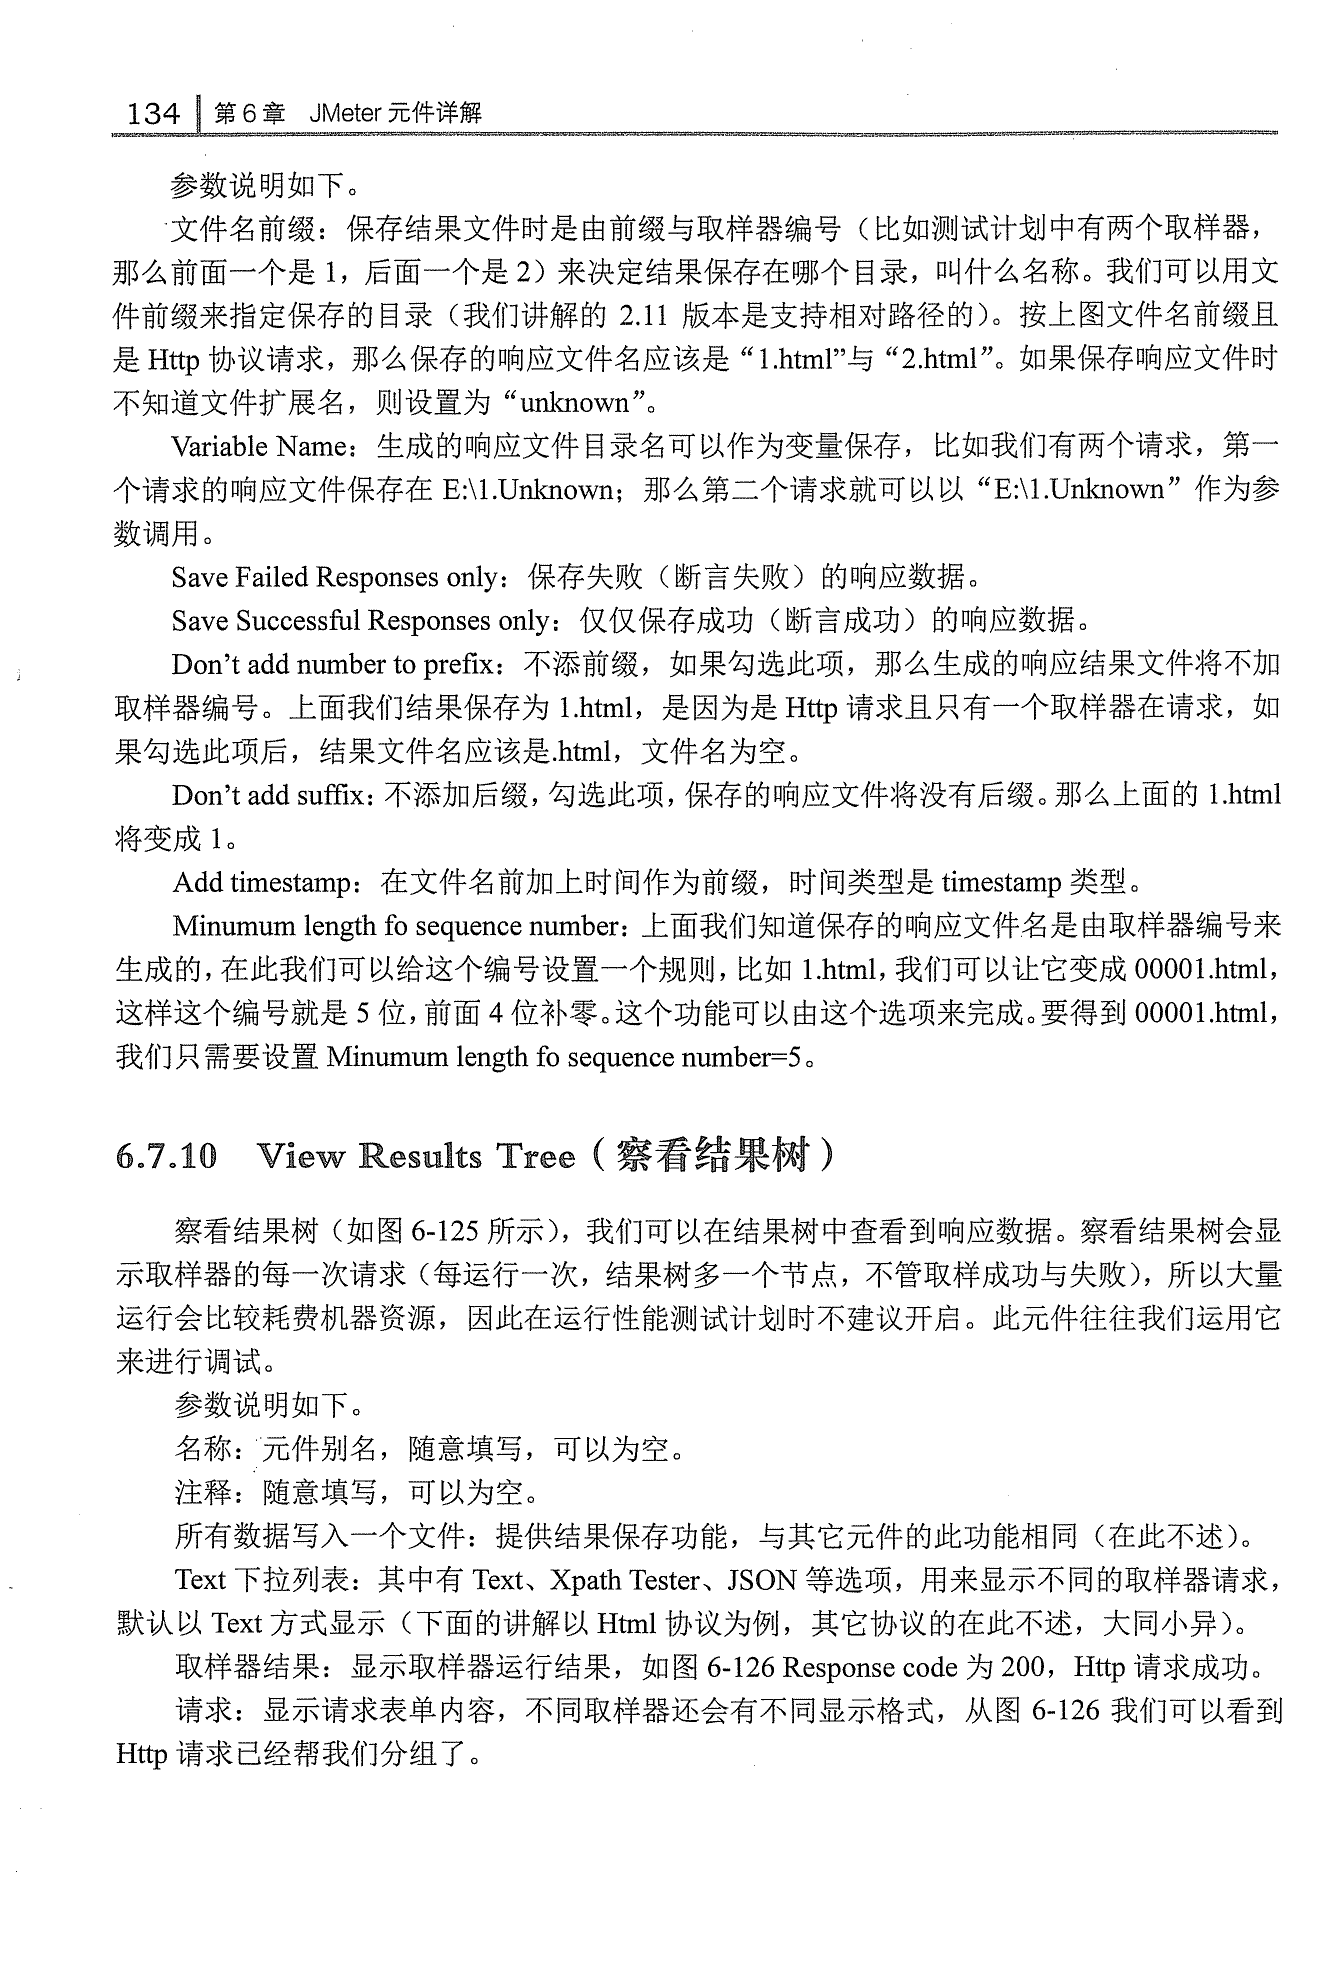 134 第6章 JMeter 元件详解
参数说明如下。
文件名前缀：保存结果文件时是由前缀与取样器编号（比如测试计划中有两个取样器，
那么前面一个是 1，后面一个是 2）来决定结果保存在哪个目录，叫什么名称。我们可以用文
件前缀来指定保存的目录（我们讲解的 2.11 版本是支持相对路径的）。按上图文件名前缀且
是 Http 协议请求，那么保存的响应文件名应该是“1.html”与“2.html”。如果保存响应文件时
不知道文件扩展名，则设置为“unknown”。
Variable Name：生成的响应文件目录名可以作为变量保存，比如我们有两个请求，第一
个请求的响应文件保存在 E:\1.Unknown；那么第二个请求就可以以“E:\1.Unknown”作为参
数调用。
Save Failed Responses only：保存失败（断言失败）的响应数据。
Save Successful Responses only：仅仅保存成功（断言成功）的响应数据。
Don’t add number to prefix：不添前缀，如果勾选此项，那么生成的响应结果文件将不加
取样器编号。上面我们结果保存为 1.html，是因为是 Http 请求且只有一个取样器在请求，如
果勾选此项后，结果文件名应该是.html，文件名为空。
Don’t add suffix：不添加后缀，勾选此项，保存的响应文件将没有后缀。那么上面的 1.html
将变成 1。
Add timestamp：在文件名前加上时间作为前缀，时间类型是 timestamp 类型。
Minumum length fo sequence number：上面我们知道保存的响应文件名是由取样器编号来
生成的，在此我们可以给这个编号设置一个规则，比如 1.html，我们可以让它变成 00001.html，
这样这个编号就是 5 位，前面 4 位补零。这个功能可以由这个选项来完成。要得到 00001.html，
我们只需要设置 Minumum length fo sequence number=5。
6.7.10 View Results Tree（察看结果树）
察看结果树（如图 6-125 所示），我们可以在结果树中查看到响应数据。察看结果树会显
示取样器的每一次请求（每运行一次，结果树多一个节点，不管取样成功与失败），所以大量
运行会比较耗费机器资源，因此在运行性能测试计划时不建议开启。此元件往往我们运用它
来进行调试。
参数说明如下。
名称：元件别名，随意填写，可以为空。
注释：随意填写，可以为空。
所有数据写入一个文件：提供结果保存功能，与其它元件的此功能相同（在此不述）。
Text 下拉列表：其中有 Text、Xpath Tester、JSON 等选项，用来显示不同的取样器请求，
默认以 Text 方式显示（下面的讲解以 Html 协议为例，其它协议的在此不述，大同小异）。
取样器结果：显示取样器运行结果，如图 6-126 Response code 为 200，Http 请求成功。
请求：显示请求表单内容，不同取样器还会有不同显示格式，从图 6-126 我们可以看到
Http 请求已经帮我们分组了。